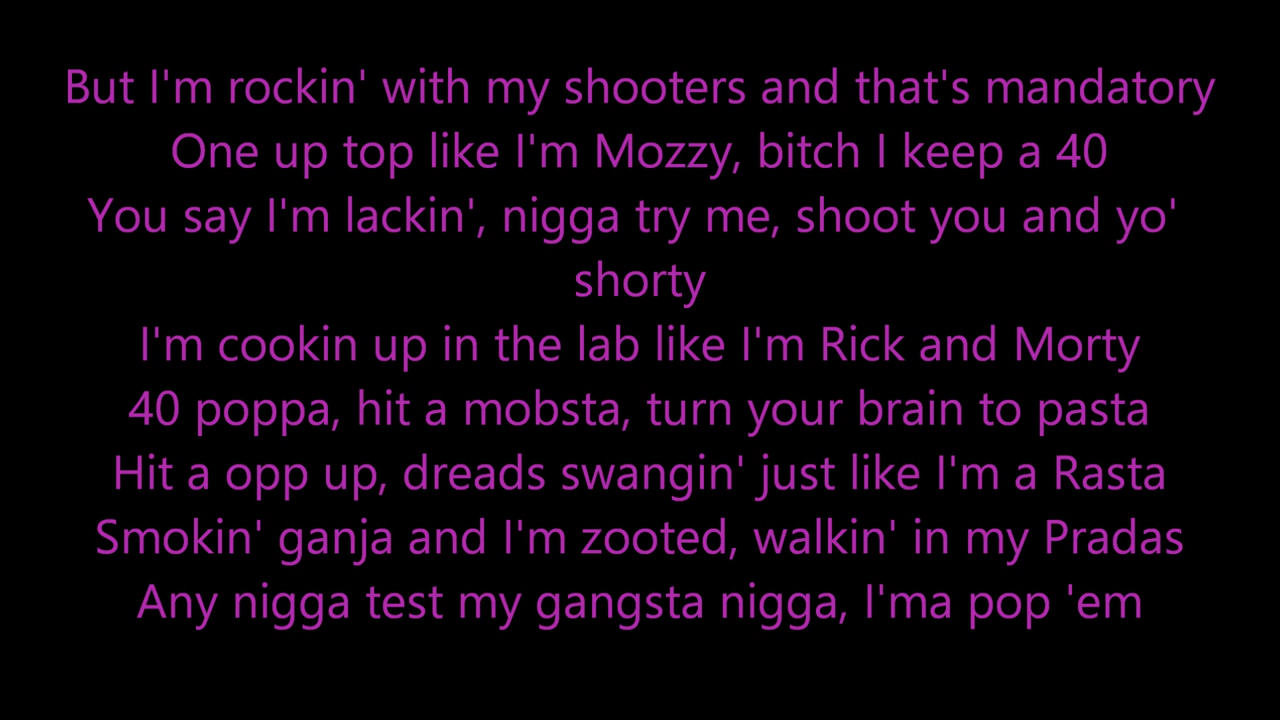 But I'm rockin' with my shooters and that's mandatory
One up top like I'm Mozzy, bitch I keep a 40
You say I'm lackin', nigga try me, shoot you and yo'
shorty
I'm cookin up in the lab like I'm Rick and Morty
40 poppa, hit a mobsta, turn your brain to pasta
Hit a opp up, dreads swangin' just like I'm a Rasta
Smokin' ganja and I'm zooted, walkin' in my Pradas
Any nigga test my gangsta nigga, I'ma pop 'em